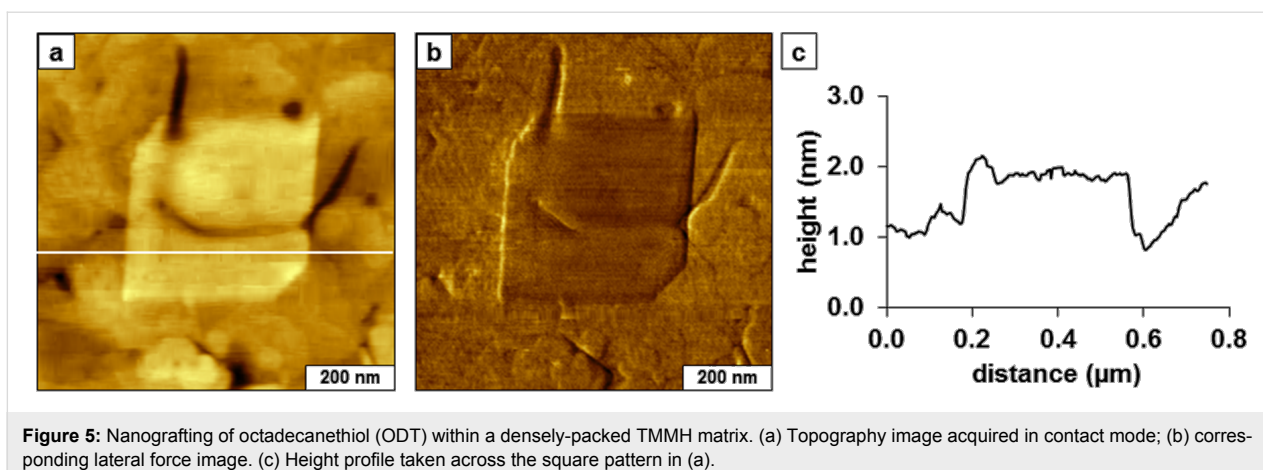 a
b
c
200 nm
200 nm
height (nm)
3.0
2.0
1.0
0.0
0.0 0.2 0.4 0.6 0.8
distance (µm)
Figure 5: Nanografting of octadecanethiol (ODT) within a densely-packed TMMH matrix. (a) Topography image acquired in contact mode; (b) corres-
ponding lateral force image. (c) Height profile taken across the square pattern in (a).